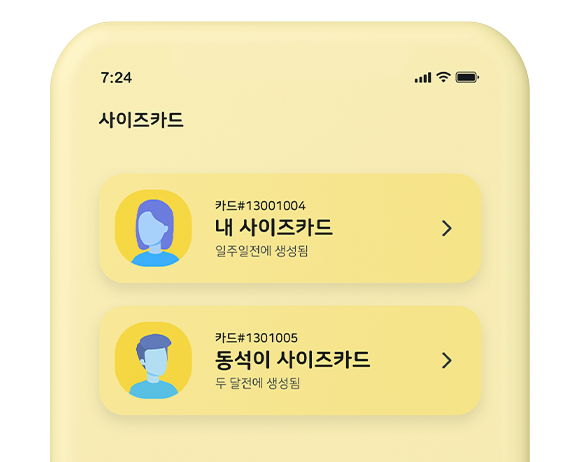 7:24
사이즈카드
카드#13001004
내 사이즈카드
일주일전에 생성됨
카드#1301005
동석이 사이즈카드
두 달전에 생성됨